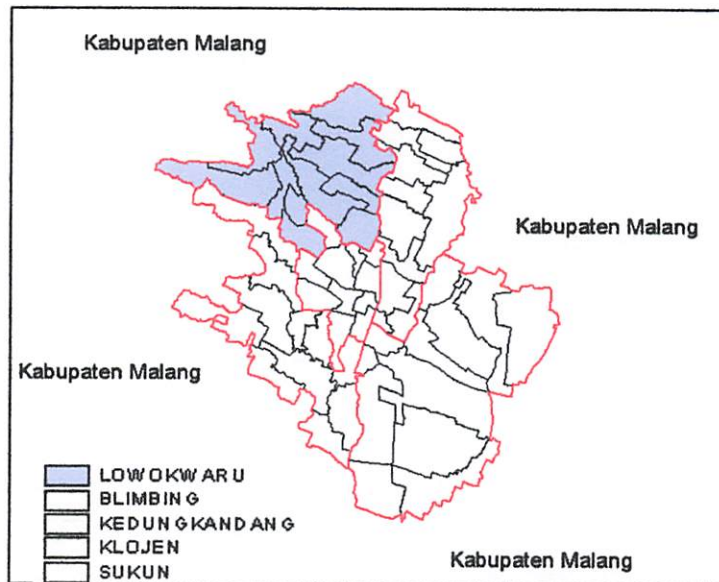 Kabupaten Malang
Kabupaten Malang
Kabupaten Malang
LOWOKWARU
BLIMBING
KEDUNGKANDANG
KLOJEN
SUKUN
Kabupaten Malang